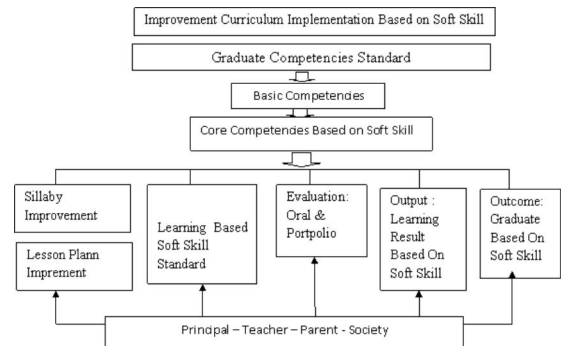 Improvement Curriculum Implementation Based on Soft Skill
Graduate Competencies Standard
Basic Competencies
Core Competencies Based on Soft Skill
Sillaby
Improvement
Lesson Plann
Imprement
Learning Based
Soft Skill
Standard
Evaluation:
Oral &
Portpolio
Output :
Learning
Result
Based On
Soft Skill
Outcome:
Graduate
Based On
Soft Skill
Principal – Teacher – Parent - Society